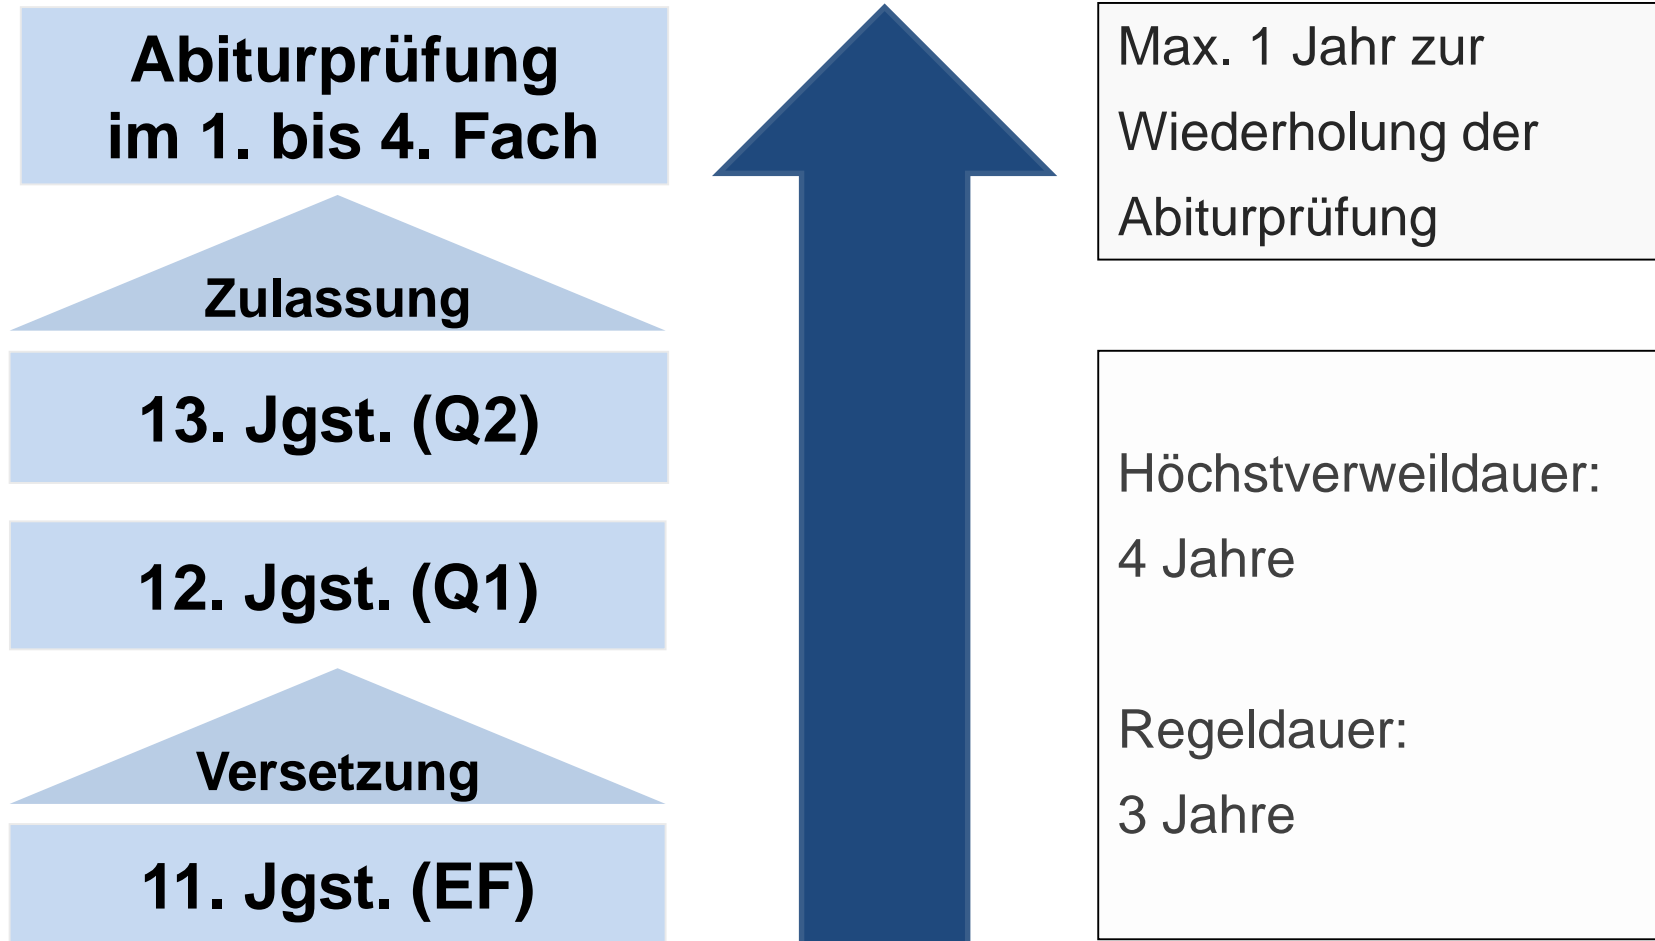 Abiturprüfung
im 1. bis 4. Fach
Zulassung
13. Jgst. (Q2)
12. Jgst. (Q1)
Versetzung
11. Jgst. (EF)
Max. 1 Jahr zur
Wiederholung der
Abiturprüfung
Höchstverweildauer:
4 Jahre
Regeldauer:
3 Jahre